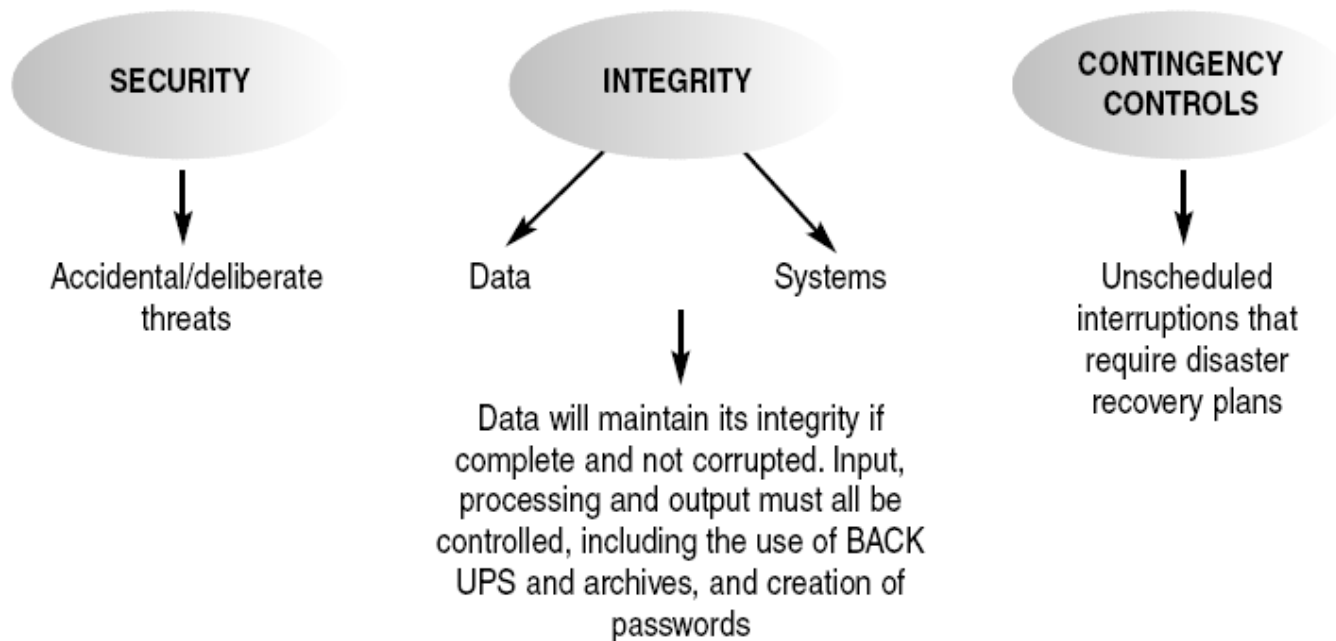 SECURITY
Accidental/deliberate
threats
INTEGRITY
Data
Systems
Data will maintain its integrity if
complete and not corrupted. Input,
processing and output must all be
controlled, including the use of BACK
UPS and archives, and creation of
passwords
CONTINGENCY
CONTROLS
Unscheduled
interruptions that
require disaster
recovery plans